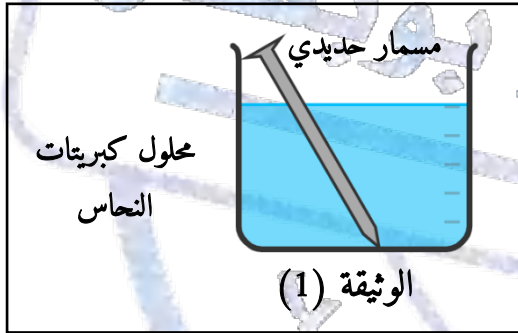 مسمار حديدي
محلول كبريتات
النحاس
الوثيقة (1)